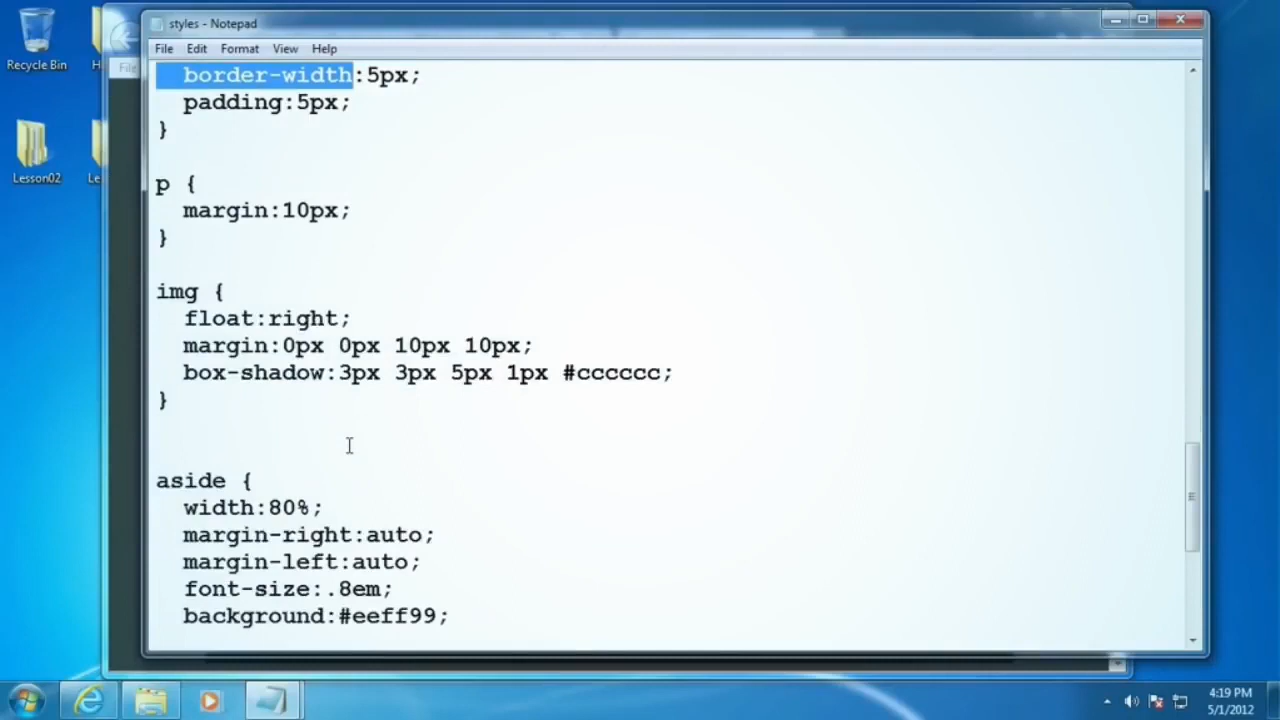 styles - Notepad
File Edit Format View Help
border-width:5px;
padding:5px;
}
p {
margin:10px;
}
img {
float:right;
margin:0px 0px 10px 10px;
box-shadow:3px 3px 5px 1px #cccccc;
}
aside {
width:80%;
margin-right:auto;
margin-left:auto;
font-size:.8em;
background:#eeff99;
Recycle Bin
H
File
Lesson02
Le
4:19 PM
5/1/2012